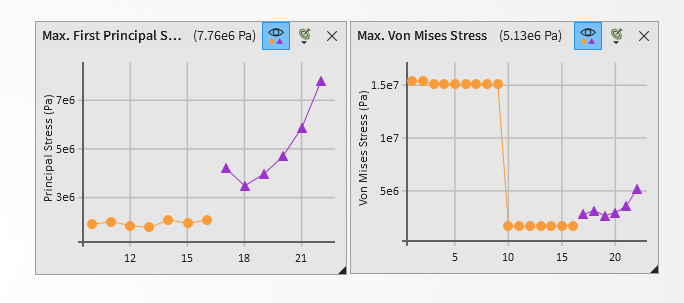 Max. First Principal S... (7.76e6 Pa)
Principal Stress (Pa)
7e6
5e6
3e6
12 15 18 21
Max. Von Mises Stress (5.13e6 Pa)
Von Mises Stress (Pa)
1.5e7
1e7
5e6
5 10 15 20